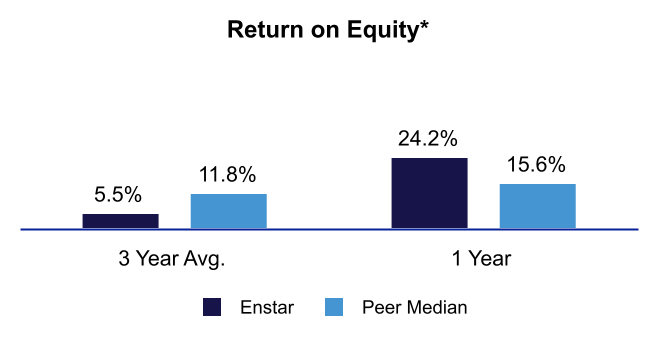 Return on Equity*
24.2%
15.6%
11.8%
5.5%
3 Year Avg.
1 Year
Enstar
Peer Median